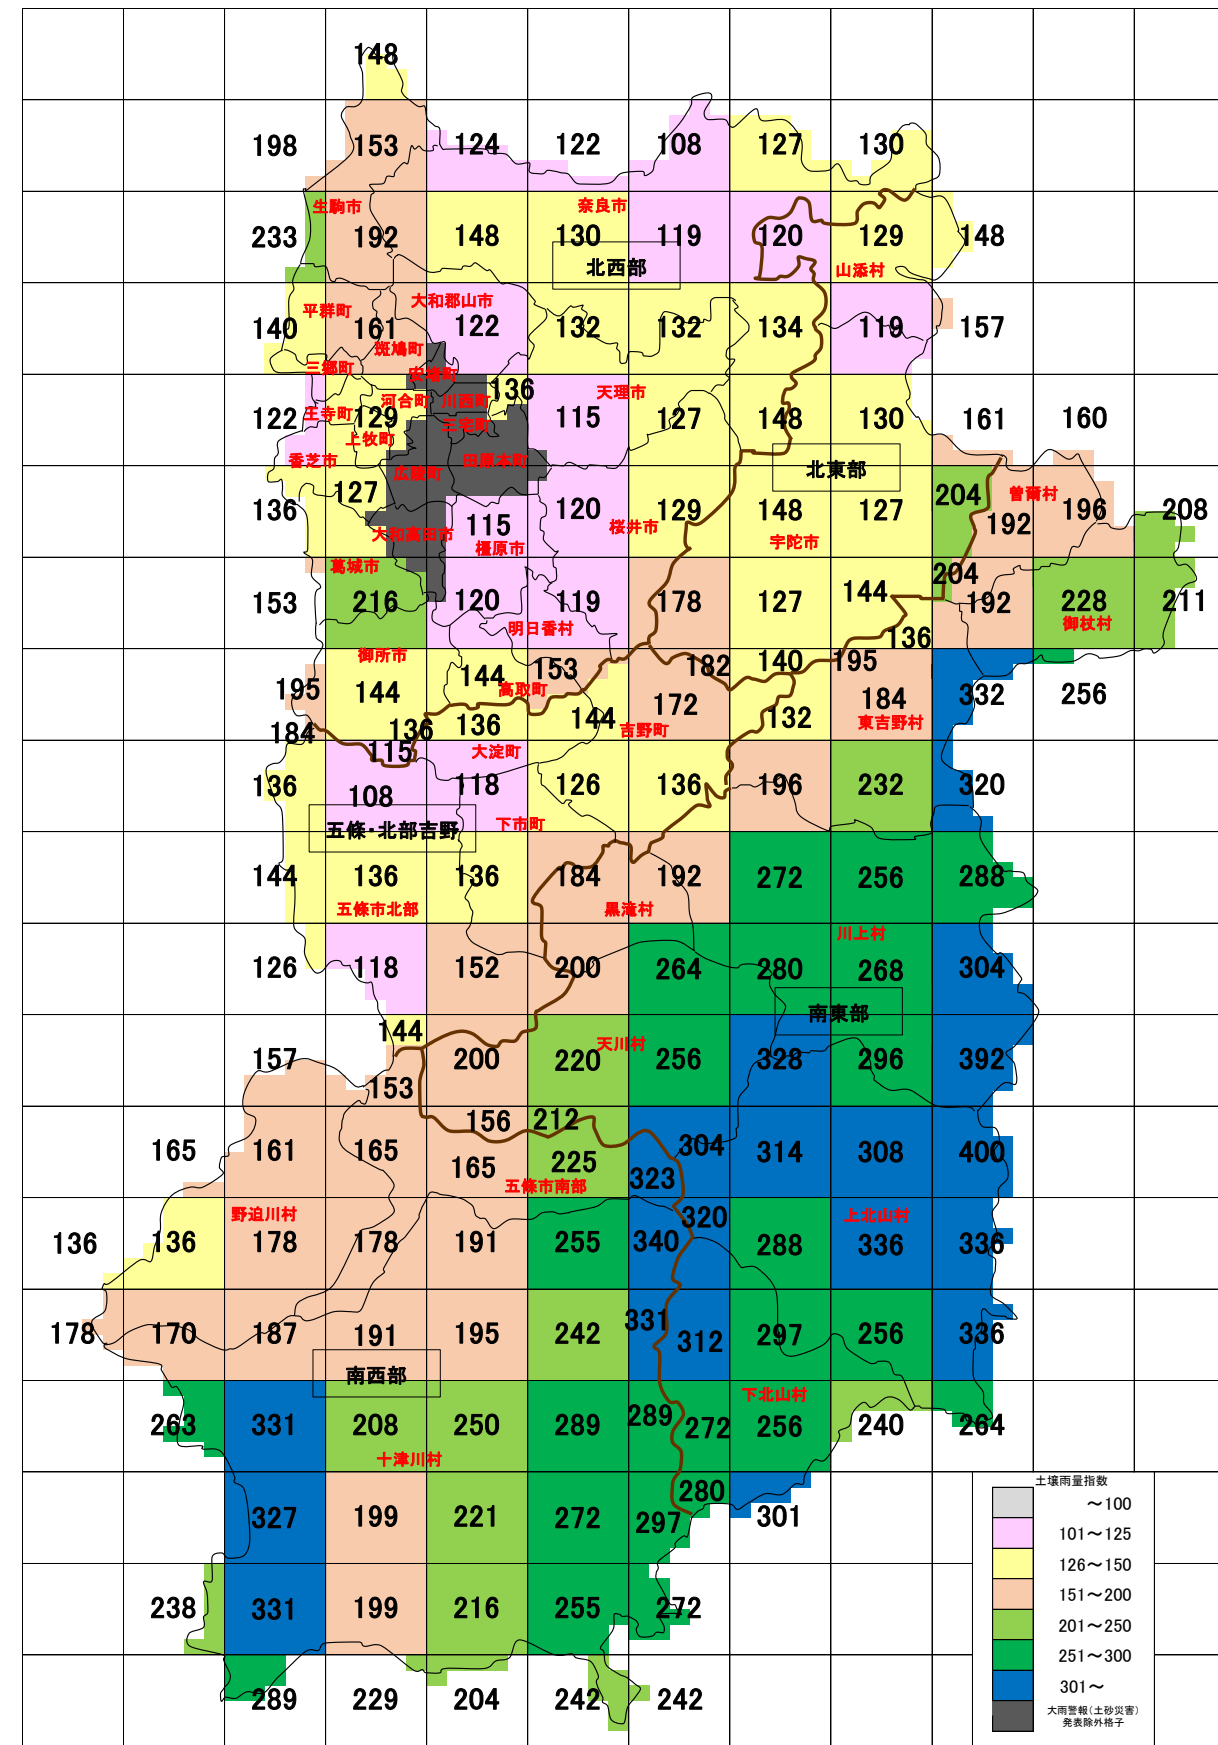 148
198 153 124 122 108 127 130
生駒市 奈良市
233 192 148 130 119 120 129 148
北西部 山添村
平群町 大和郡山市
140 161 122 132 132 134 119 157
斑鳩町
三郷町 安堵町
136 天理市
王寺町 河合町 川西町
122 129 115 127 148 130 161 160
三宅町
上牧町
香芝市 広陵町 田原本町 北東部
127 204 曽爾村
136 115 120 129 148 127 192 196 208
大和高田市 橿原市 桜井市 宇陀市
葛城市 204
153 216 120 119 178 127 144 192 228 211
明日香村 御杖村
136
御所市
182 140 195
195 144 144 153 172 184 332 256
高取町
184 136 136 144 吉野町 132 東吉野村
115 大淀町
136 108 118 126 136 196 232 320
五條・北部吉野 下市町
144 136 136 184 192 272 256 288
五條市北部 黒滝村
川上村
126 118 152 200 264 280 268 304
南東部
144 天川村
157 200 220 256 328 296 392
153
156 212
165 161 165 165 225 323 304 314 308 400
五條市南部
野迫川村 320 上北山村
136 136 178 178 191 255 340 288 336 336
331
178 170 187 191 195 242 312 297 256 336
南西部
下北山村
263 331 208 250 289 289 272 256 240 264
十津川村
280
327 199 221 272 297 301
238 331 199 216 255 272
289 229 204 242 242
土壌雨量指数
～100
101～125
126～150
151～200
201～250
251～300
301～
大雨警報(土砂災害)
発表除外格子